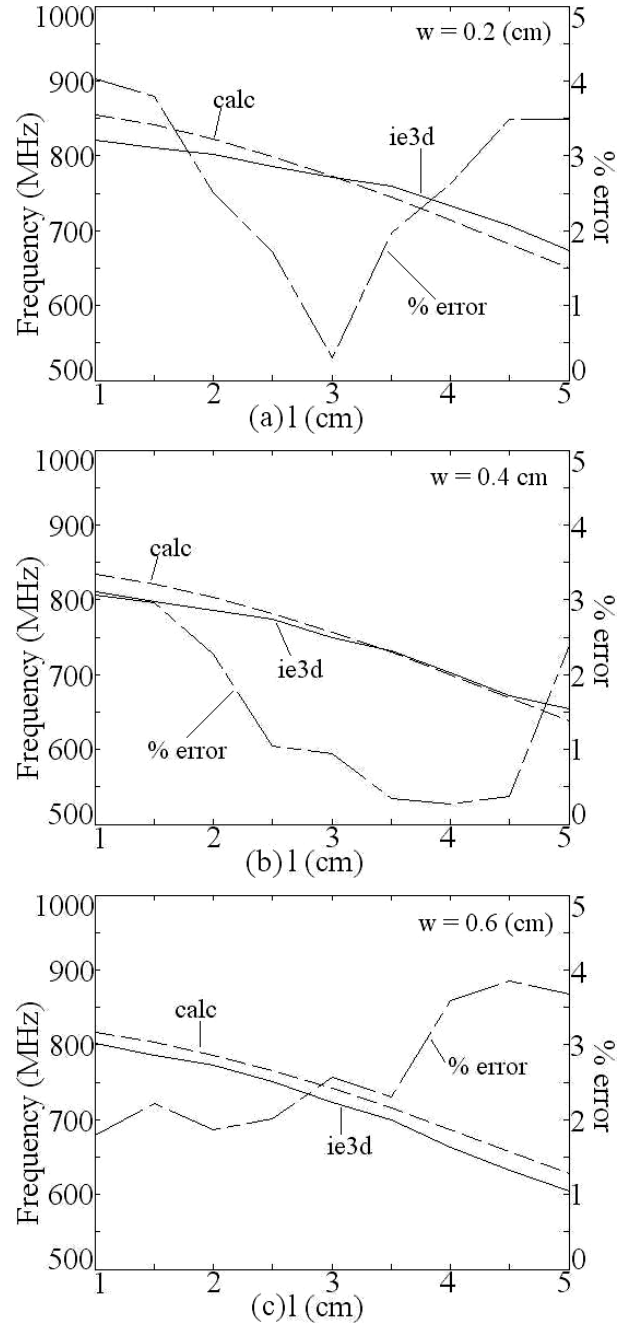 1000
900
800
700
600
500
Frequency (MHz)
w = 0.2 (cm)
calc
ie3d
% error
5
4
3
2
1
0
% error
1 2 3 4 5
(a) l (cm)
1000
900
800
700
600
500
Frequency (MHz)
w = 0.4 cm
calc
ie3d
% error
5
4
3
2
1
0
% error
1 2 3 4 5
(b) l (cm)
1000
900
800
700
600
500
Frequency (MHz)
w = 0.6 (cm)
calc
% error
ie3d
5
4
3
2
1
0
% error
1 2 3 4 5
(c) l (cm)